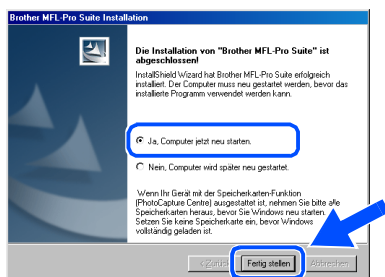 Brother MFL-Pro Suite Installation
Die Installation von "Brother MFL-Pro Suite" ist
abgeschlossen!
InstallShield Wizard hat Brother MFL-Pro Suite erfolgreich
installiert. Der Computer muss neu gestartet werden, bevor das
installierte Programm verwendet werden kann.
Ja, Computer jetzt neu starten.
Nein, Computer wird später neu gestartet.
Wenn Ihr Gerät mit der Speicherkarten-Funktion
(PhotoCapture Centre) ausgestattet ist, nehmen Sie bitte alle
Speicherkarten heraus, bevor Sie Windows neu starten.
Setzen Sie keine Speicherkarte ein, bevor Windows
vollständig geladen ist.
Fertig stellen Abbrechen